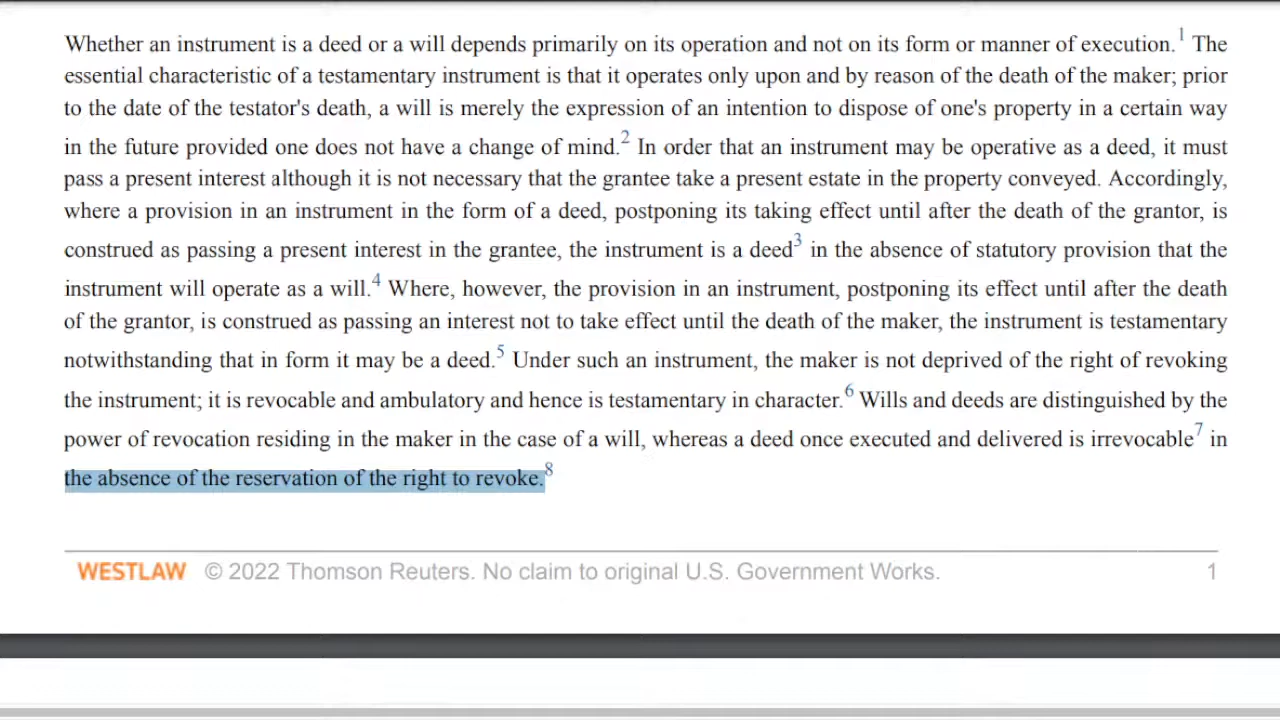 Whether an instrument is a deed or a will depends primarily on its operation and not on its form or manner of execution.1 The
essential characteristic of a testamentary instrument is that it operates only upon and by reason of the death of the maker; prior
to the date of the testator's death, a will is merely the expression of an intention to dispose of one's property in a certain way
in the future provided one does not have a change of mind.2 In order that an instrument may be operative as a deed, it must
pass a present interest although it is not necessary that the grantee take a present estate in the property conveyed. Accordingly,
where a provision in an instrument in the form of a deed, postponing its taking effect until after the death of the grantor, is
construed as passing a present interest in the grantee, the instrument is a deed3 in the absence of statutory provision that the
instrument will operate as a will.4 Where, however, the provision in an instrument, postponing its effect until after the death
of the grantor, is construed as passing an interest not to take effect until the death of the maker, the instrument is testamentary
notwithstanding that in form it may be a deed.5 Under such an instrument, the maker is not deprived of the right of revoking
the instrument; it is revocable and ambulatory and hence is testamentary in character.6 Wills and deeds are distinguished by the
power of revocation residing in the maker in the case of a will, whereas a deed once executed and delivered is irrevocable7 in
the absence of the reservation of the right to revoke.8
WESTLAW © 2022 Thomson Reuters. No claim to original U.S. Government Works. 1